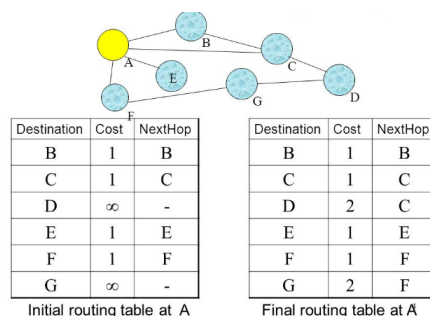 B
A
C
E
D
G
F
Destination Cost NextHop
B 1 B
C 1 C
D ∞ -
E 1 E
F 1 F
G ∞ -
Initial routing table at A
Destination Cost NextHop
B 1 B
C 1 C
D 2 C
E 1 E
F 1 F
G 2 F
Final routing table at A